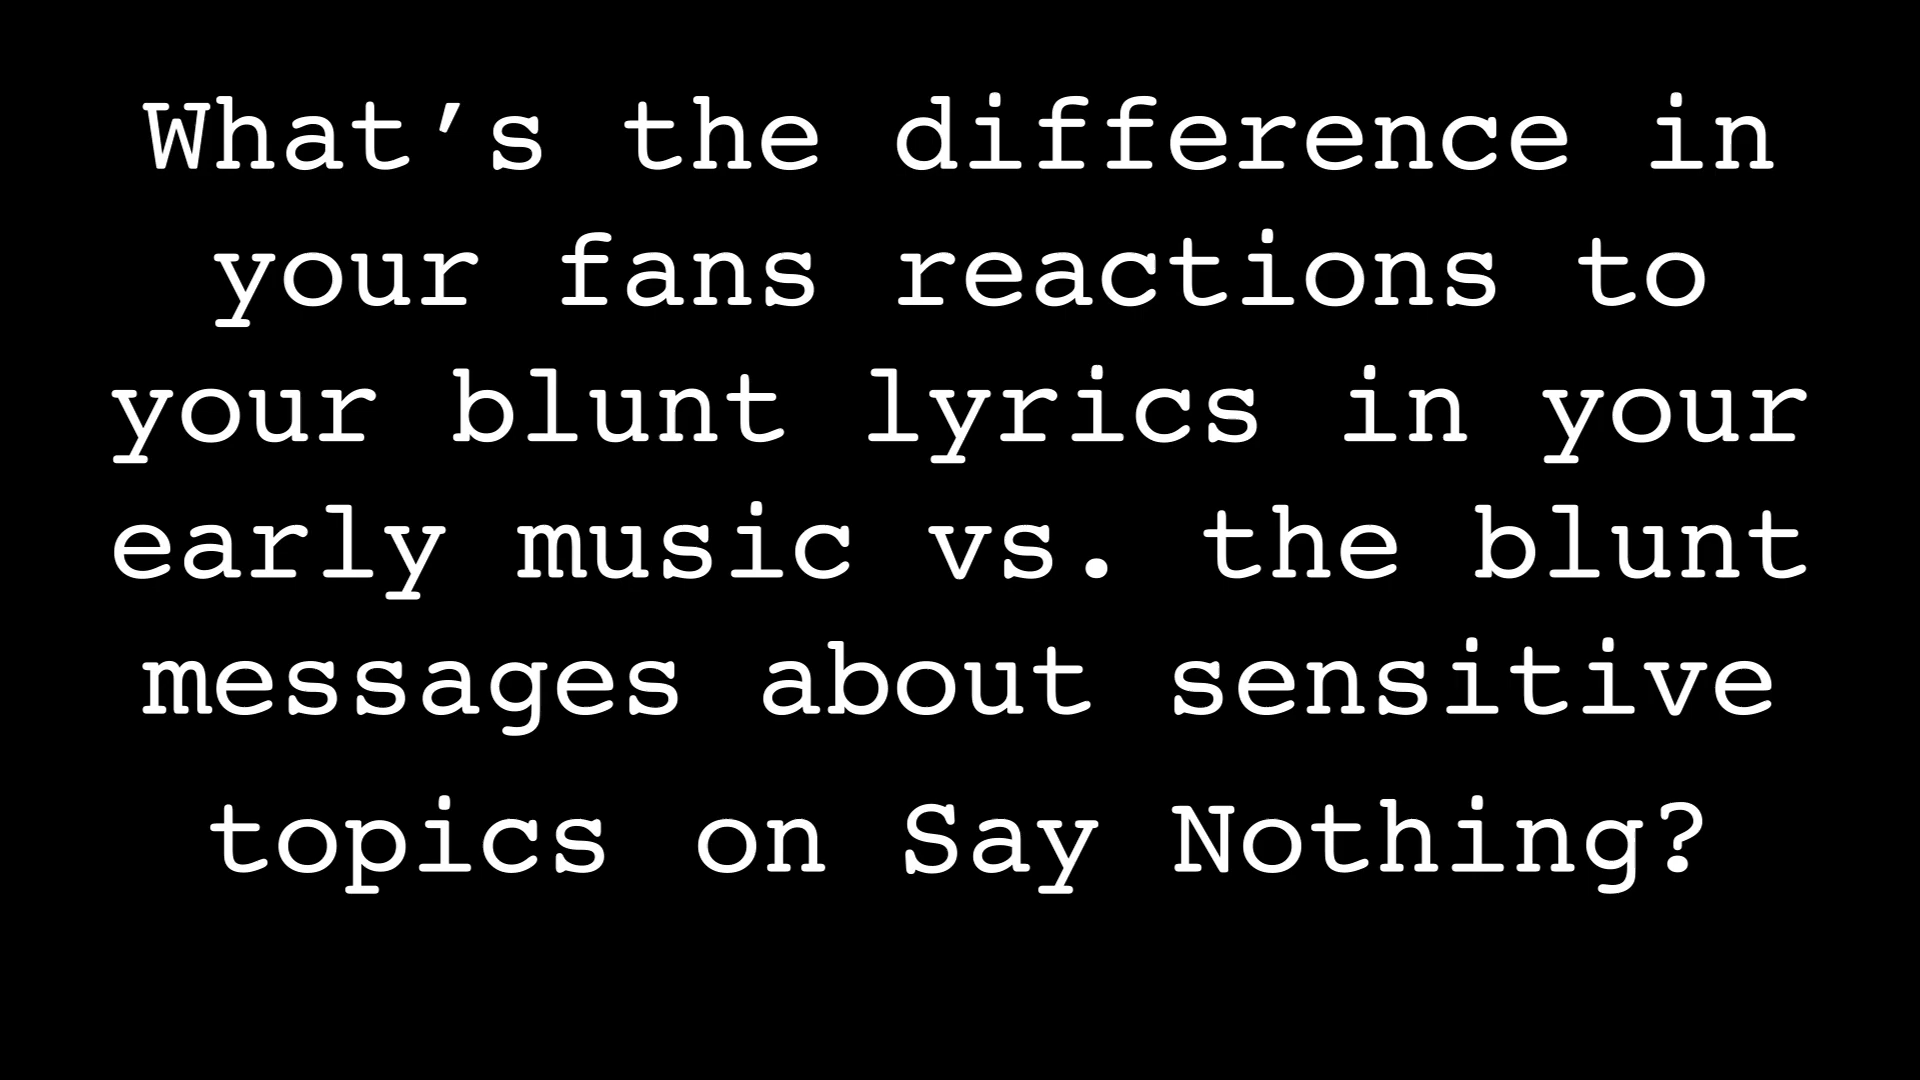 What’s the difference in
your fans reactions to
your blunt lyrics in your
early music vs. the blunt
messages about sensitive
topics on Say Nothing?